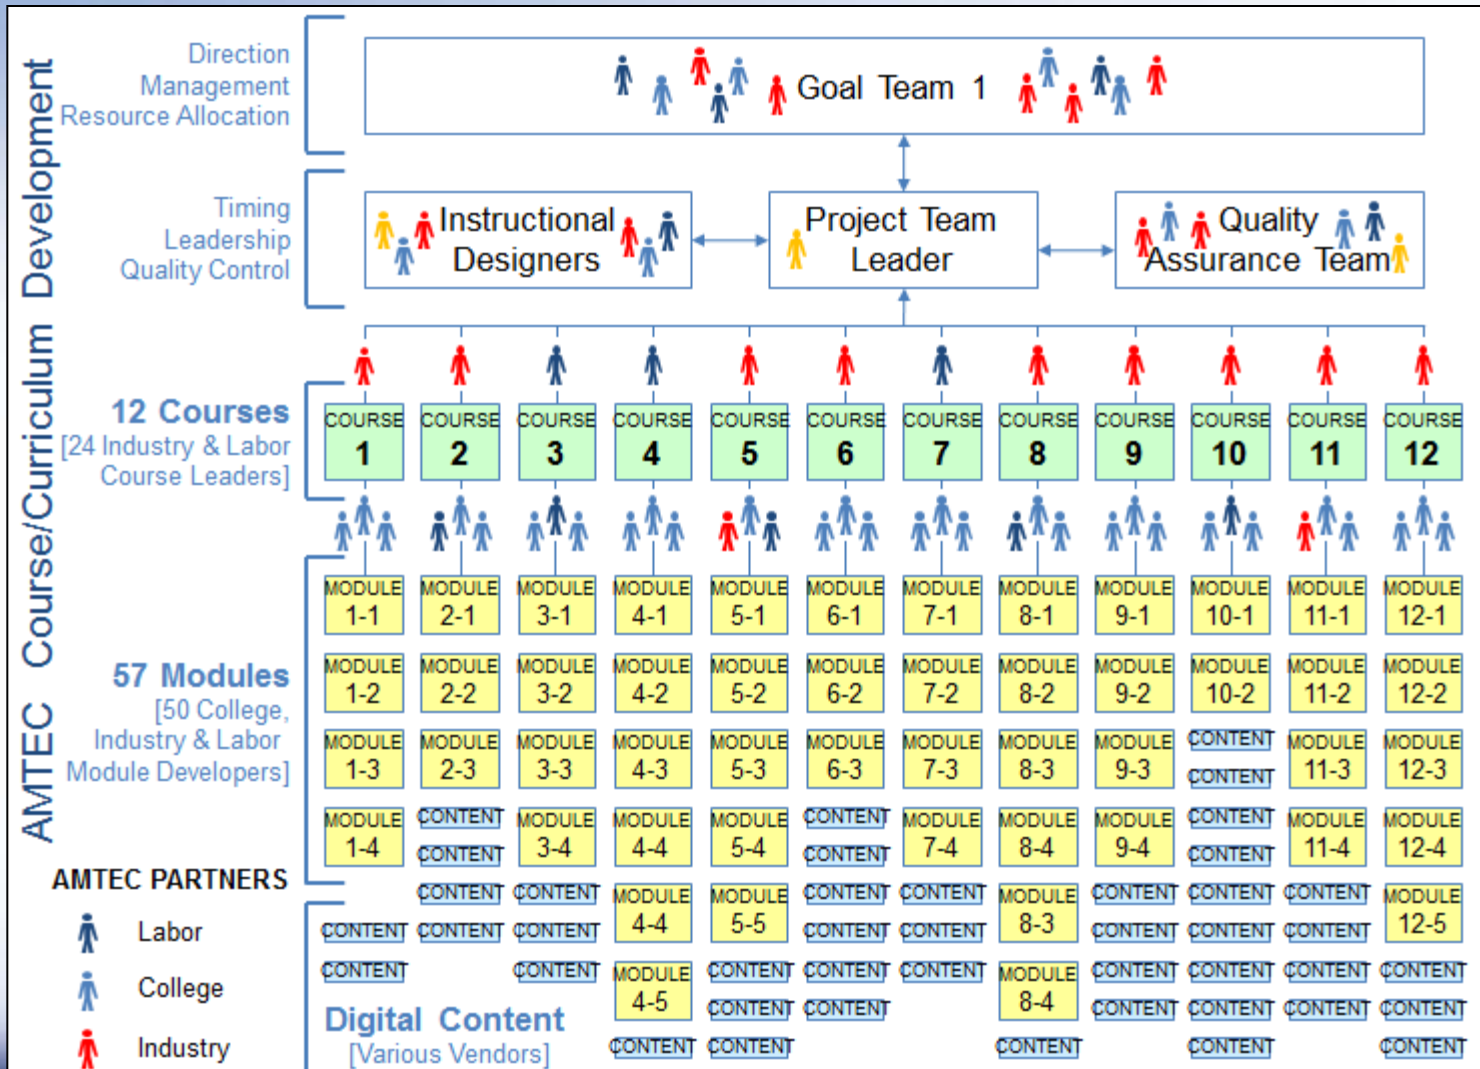 AMTEC Course/Curriculum Development
Direction
Management
Resource Allocation
Goal Team 1
Timing
Leadership
Quality Control
Instructional
Designers
Project Team
Leader
Quality
Assurance Team
12 Courses
[24 Industry & Labor
Course Leaders]
COURSE COURSE COURSE COURSE COURSE COURSE COURSE COURSE COURSE COURSE COURSE COURSE
1 2 3 4 5 6 7 8 9 10 11 12
57 Modules
[50 College,
Industry & Labor
Module Developers]
MODULE MODULE MODULE MODULE MODULE MODULE MODULE MODULE MODULE MODULE MODULE MODULE
1-1 2-1 3-1 4-1 5-1 6-1 7-1 8-1 9-1 10-1 11-1 12-1
MODULE MODULE MODULE MODULE MODULE MODULE MODULE MODULE MODULE MODULE MODULE MODULE
1-2 2-2 3-2 4-2 5-2 6-2 7-2 8-2 9-2 10-2 11-2 12-2
MODULE MODULE MODULE MODULE MODULE MODULE MODULE MODULE MODULE CONTENT MODULE MODULE
1-3 2-3 3-3 4-3 5-3 6-3 7-3 8-3 9-3 CONTENT 11-3 12-3
MODULE CONTENT MODULE MODULE MODULE CONTENT MODULE MODULE MODULE CONTENT MODULE MODULE
1-4 CONTENT 3-4 4-4 5-4 CONTENT 7-4 8-4 9-4 CONTENT 11-4 12-4
CONTENT CONTENT MODULE MODULE CONTENT CONTENT MODULE CONTENT CONTENT CONTENT MODULE
4-4 5-5 8-3 12-5
CONTENT CONTENT CONTENT CONTENT CONTENT CONTENT CONTENT CONTENT
CONTENT CONTENT MODULE CONTENT CONTENT CONTENT MODULE CONTENT CONTENT CONTENT CONTENT
4-5 CONTENT CONTENT 8-4 CONTENT CONTENT CONTENT CONTENT
CONTENT CONTENT CONTENT CONTENT CONTENT
Digital Content
[Various Vendors]
AMTEC PARTNERS
Labor
College
Industry